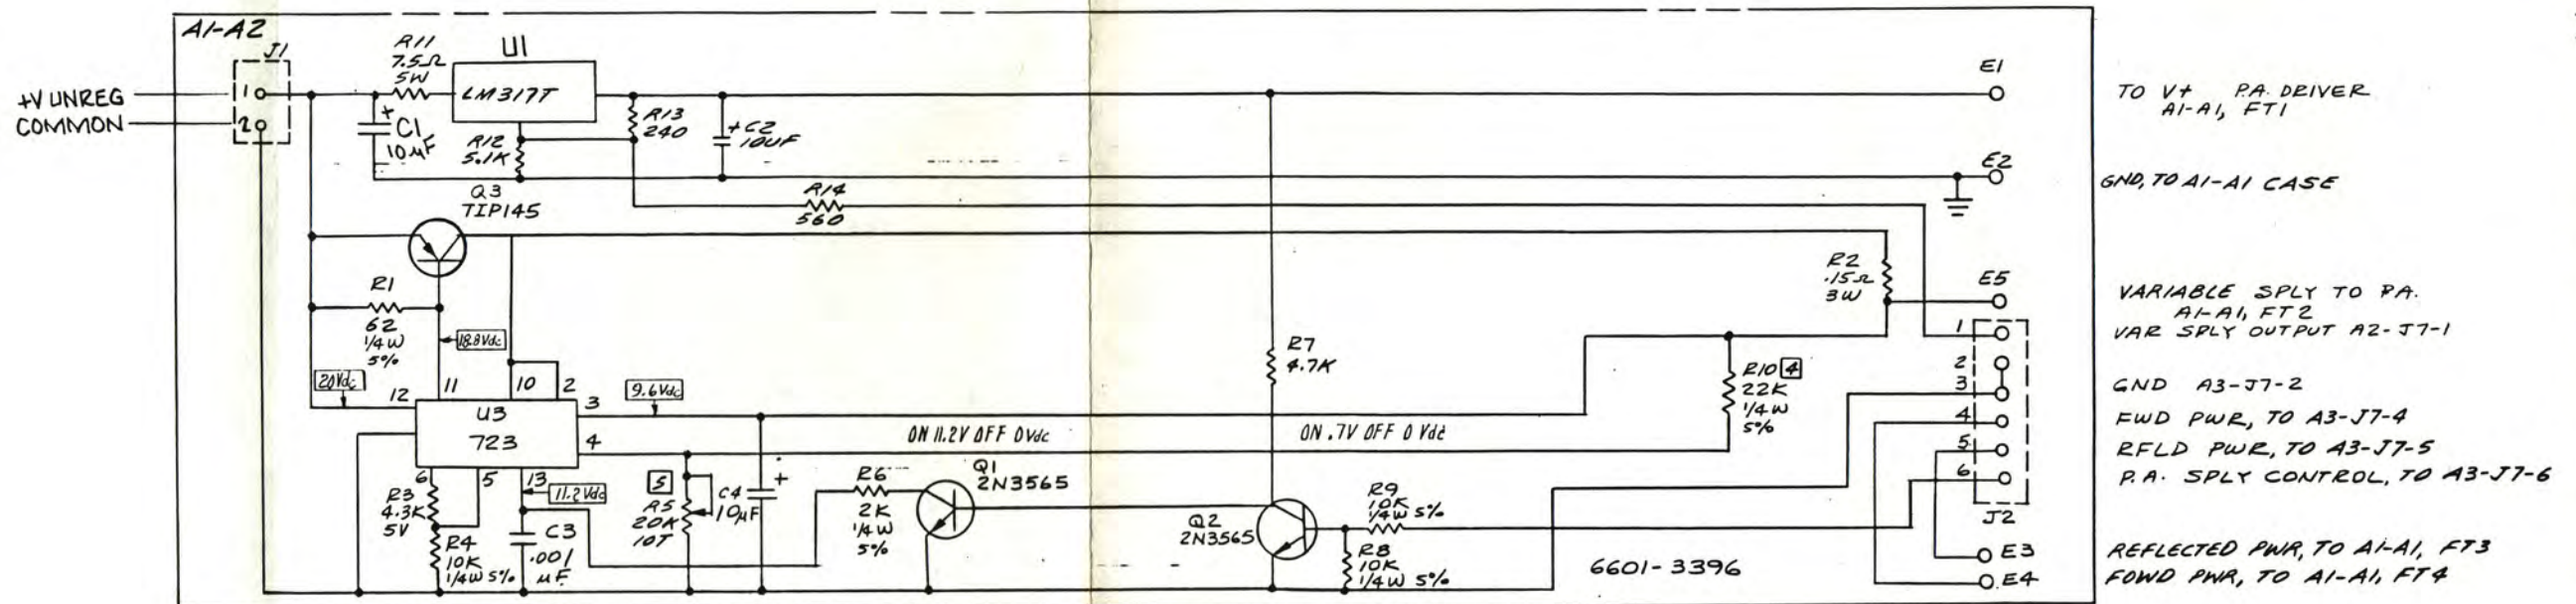 A1-A2
J1
+V UNREG
COMMON
1
2
R11
7.5Ω
5W
U1
LM317T
+
C1
10µF
R12
5.1K
R13
240
+C2
10UF
Q3
TIP145
R14
560
R1
62
1/4W
5%
18.8Vdc
20Vdc
12
11
10
2
3
4
U3
723
9.6Vdc
6
5
13
11.2Vdc
R3
4.3K
5V
R4
10K
1/4W 5%
C3
.001
µF
5
R5
20K
10T
C4
10µF
+
ON 11.2V OFF 0Vdc
ON .7V OFF 0 Vdc
R6
2K
1/4W
5%
Q1
2N3565
R7
4.7K
Q2
2N3565
R9
10K
1/4W 5%
R8
10K
1/4W 5%
R2
.15Ω
3W
R10 4
22K
1/4W
5%
6601-3396
E1
E2
E5
1
2
3
4
5
6
J2
E3
E4
TO V+ P.A. DRIVER
A1-A1, FT1
GND, TO A1-A1 CASE
VARIABLE SPLY TO P.A.
A1-A1, FT2
VAR SPLY OUTPUT A2-J7-1
GND A3-J7-2
FWD PWR, TO A3-J7-4
RFLD PWR, TO A3-J7-5
P.A. SPLY CONTROL, TO A3-J7-6
REFLECTED PWR, TO A1-A1, FT3
FOWD PWR, TO A1-A1, FT4